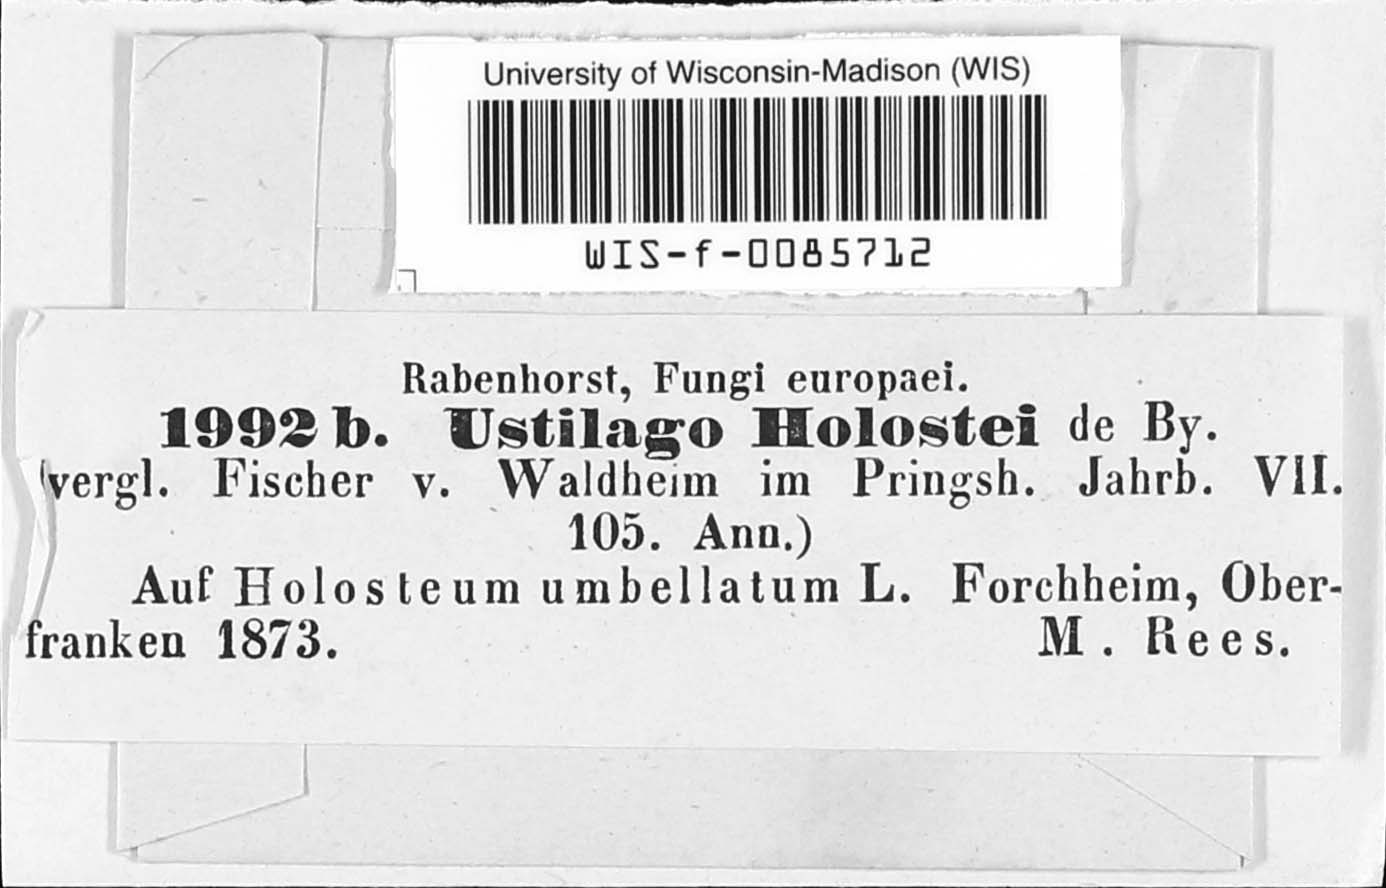 University of Wisconsin-Madison (WIS)
WIS-f-0085712
Rabenhorst, Fungi europaei.
1992 b. Ustilago Holostei de By.
(vergl. Fischer v. Waldheim im Pringsh. Jahrb. VII.
105. Ann.)
Auf Holosteum umbellatum L. Forchheim, Ober-
franken 1873. M. Rees.